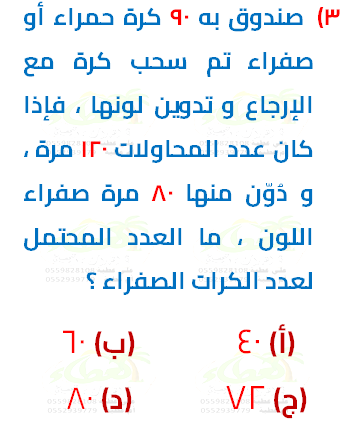 ٣) صندوق به ٩٠ كرة حمراء أو
صفراء تم سحب كرة مع
الإرجاع و تدوين لونها ، فإذا
كان عدد المحاولات ١٢٠ مرة ،
و دُوّن منها ٨٠ مرة صفراء
اللون ، ما العدد المحتمل
لعدد الكرات الصفراء ؟
(أ) ٤٠ (ب) ٦٠
(ج) ٧٢ (د) ٨٠